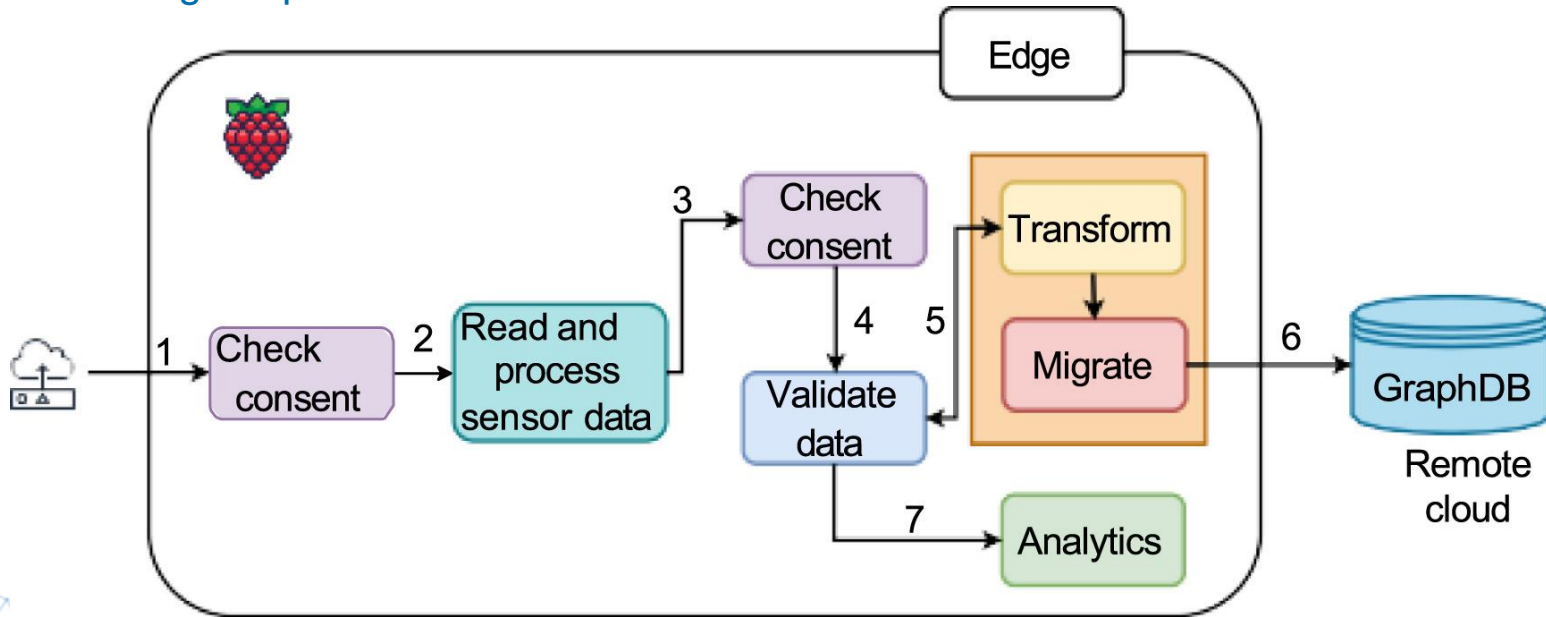 Edge
3
Check
consent
Transform
1
Check
consent
2
Read and
process
sensor data
4
5
Validate
data
Migrate
6
GraphDB
Remote
cloud
7
Analytics